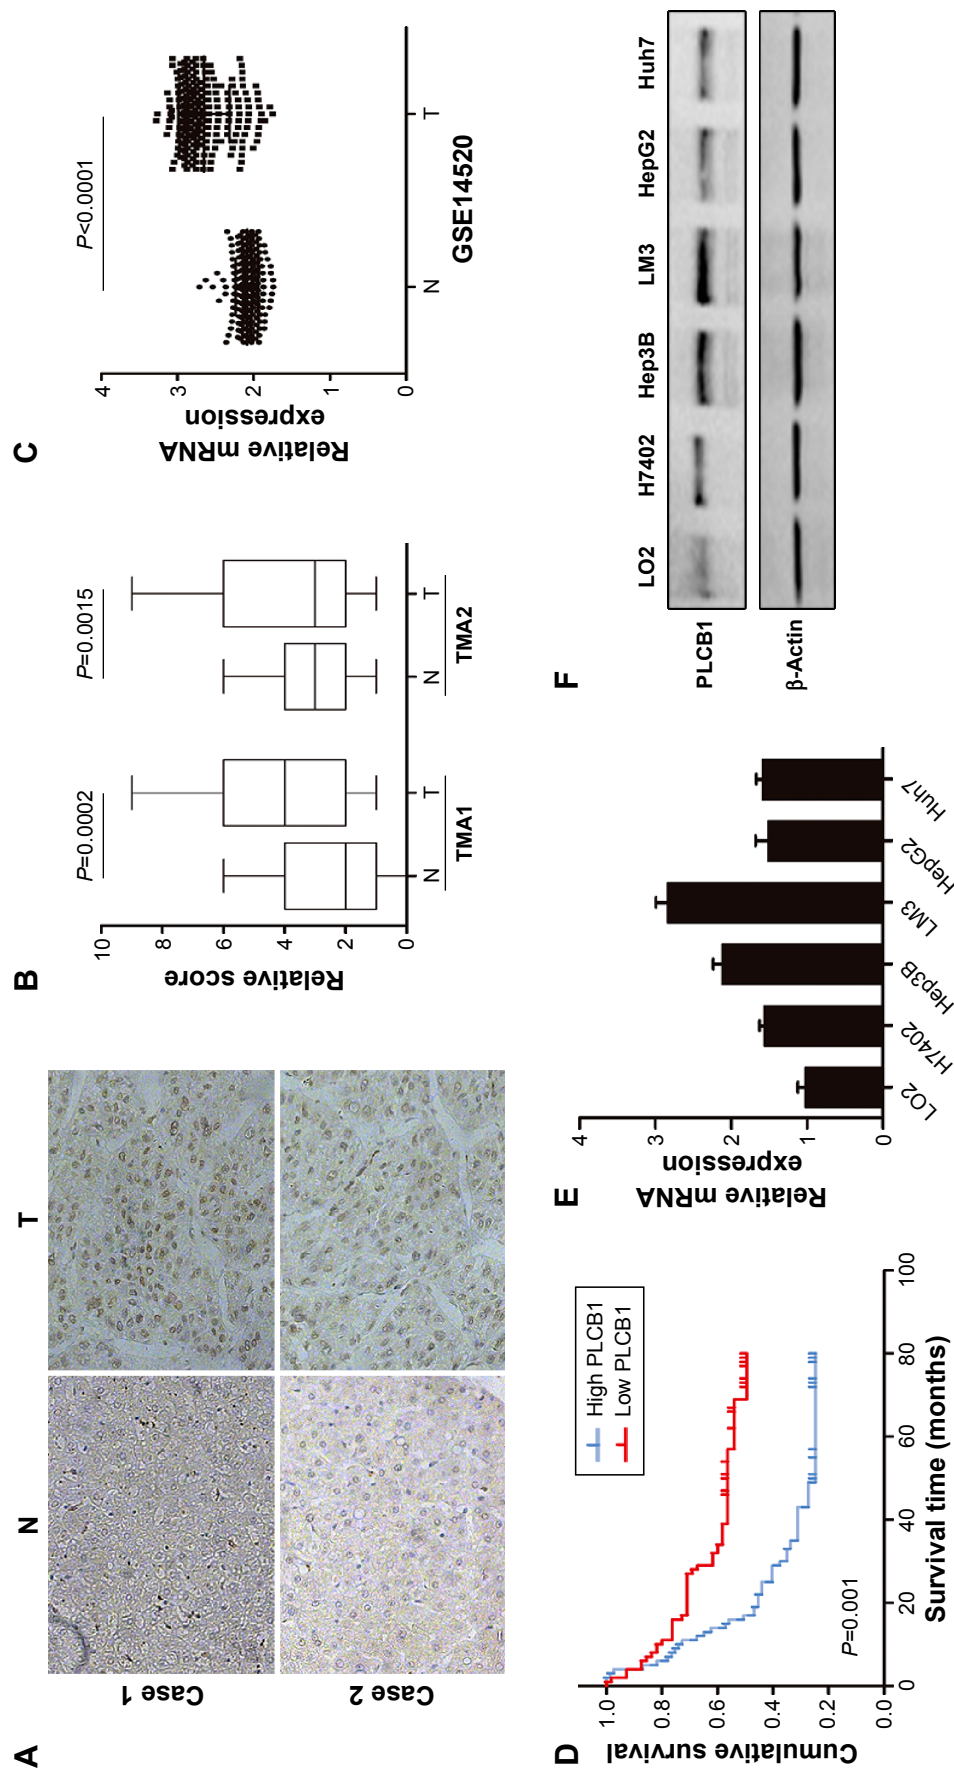 A
N
T
Case 1
Case 2
B
Relative score
10
8
6
4
2
0
P=0.0002
P=0.0015
N
T
N
T
TMA1
TMA2
C
Relative mRNA
expression
4
3
2
1
0
P<0.0001
N
T
GSE14520
D
Cumulative survival
1.0
0.8
0.6
0.4
0.2
0.0
High PLCB1
Low PLCB1
P=0.001
0
20
40
60
80
100
Survival time (months)
E
Relative mRNA
expression
4
3
2
1
0
LO2
H7402
Hep3B
LM3
HepG2
Huh7
F
LO2
H7402
Hep3B
LM3
HepG2
Huh7
PLCB1
β-Actin